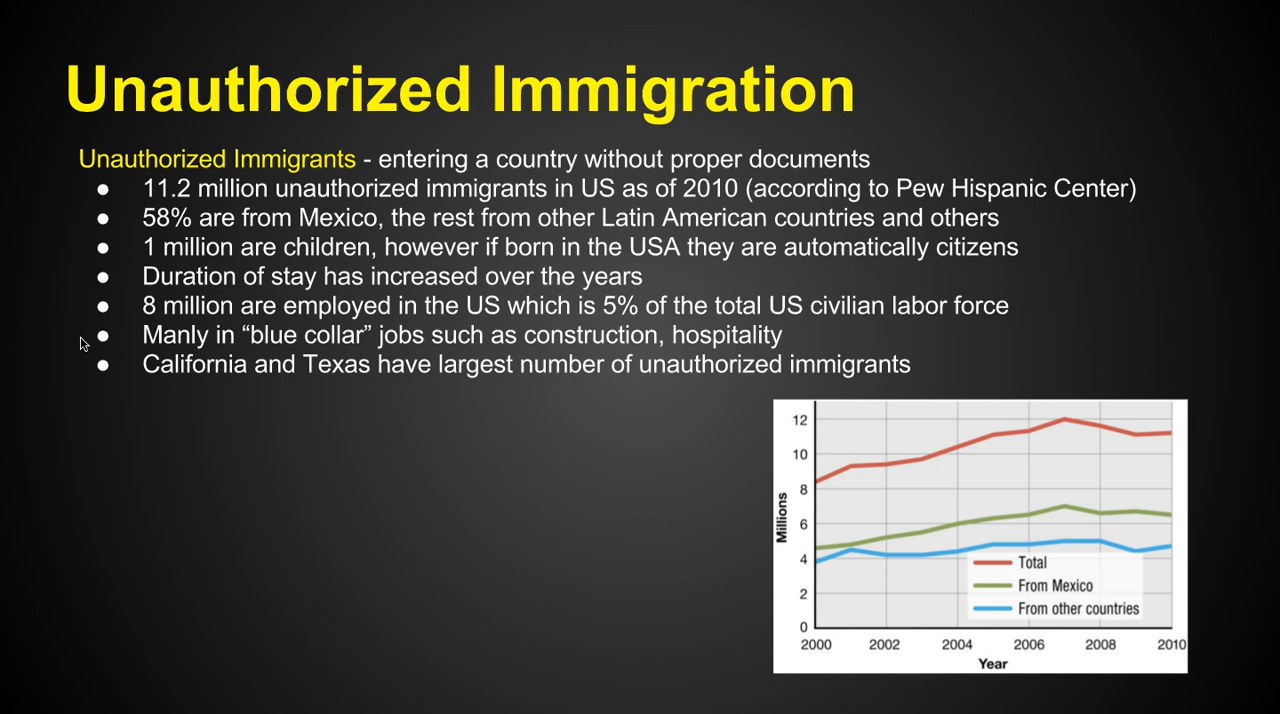 Unauthorized Immigration
Unauthorized Immigrants - entering a country without proper documents
● 11.2 million unauthorized immigrants in US as of 2010 (according to Pew Hispanic Center)
● 58% are from Mexico, the rest from other Latin American countries and others
● 1 million are children, however if born in the USA they are automatically citizens
● Duration of stay has increased over the years
● 8 million are employed in the US which is 5% of the total US civilian labor force
● Manly in “blue collar” jobs such as construction, hospitality
● California and Texas have largest number of unauthorized immigrants
12
10
8
6
4
2
0
Millions
Total
From Mexico
From other countries
2000 2002 2004 2006 2008 2010
Year